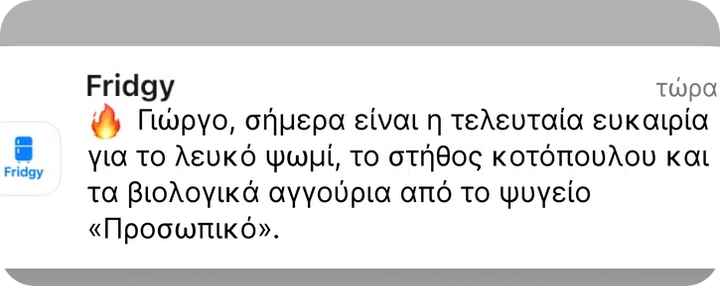 Fridgy
τώρα
🔥 Γιώργο, σήμερα είναι η τελευταία ευκαιρία
για το λευκό ψωμί, το στήθος κοτόπουλου και
τα βιολογικά αγγούρια από το ψυγείο
«Προσωπικό».
Fridgy